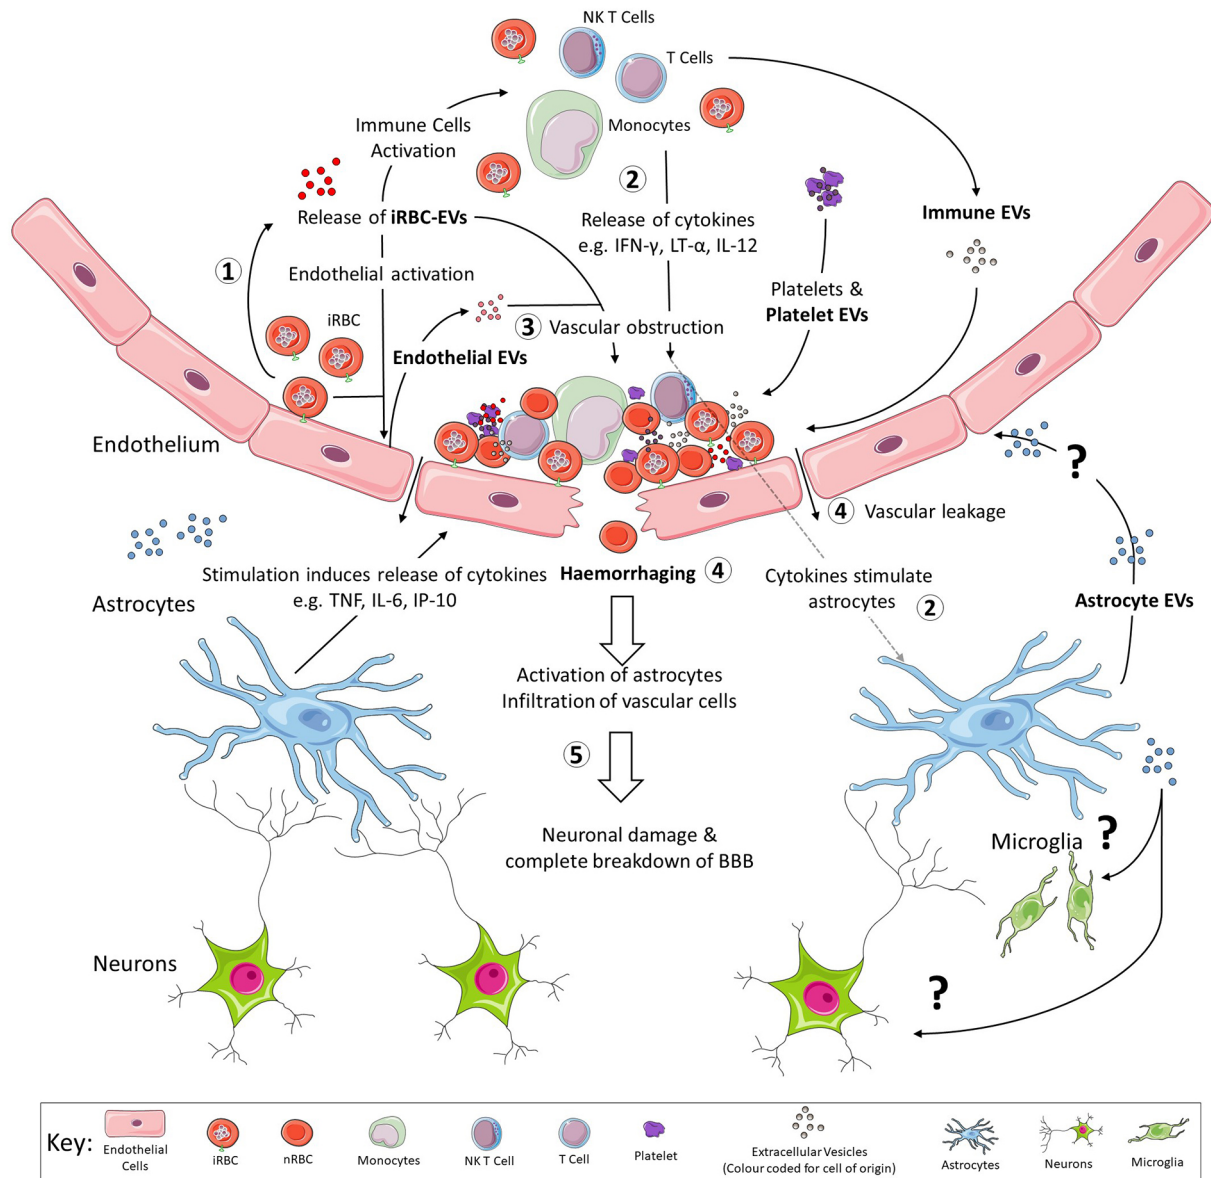 NK T Cells
T Cells
Immune Cells
Activation
Monocytes
2
Release of iRBC-EVs
Release of cytokines
e.g. IFN-γ, LT-α, IL-12
Immune EVs
1
Endothelial activation
Platelets &
Platelet EVs
iRBC
3 Vascular obstruction
Endothelial EVs
Endothelium
?
4 Vascular leakage
Stimulation induces release of cytokines
e.g. TNF, IL-6, IP-10
Haemorrhaging 4
Cytokines stimulate
astrocytes 2
Astrocytes
Astrocyte EVs
Activation of astrocytes
Infiltration of vascular cells
5
Neuronal damage &
complete breakdown of BBB
Microglia ?
Neurons
?
Key:
Endothelial
Cells
iRBC
nRBC
Monocytes
NK T Cell
T Cell
Platelet
Extracellular Vesicles
(Colour coded for cell of origin)
Astrocytes
Neurons
Microglia